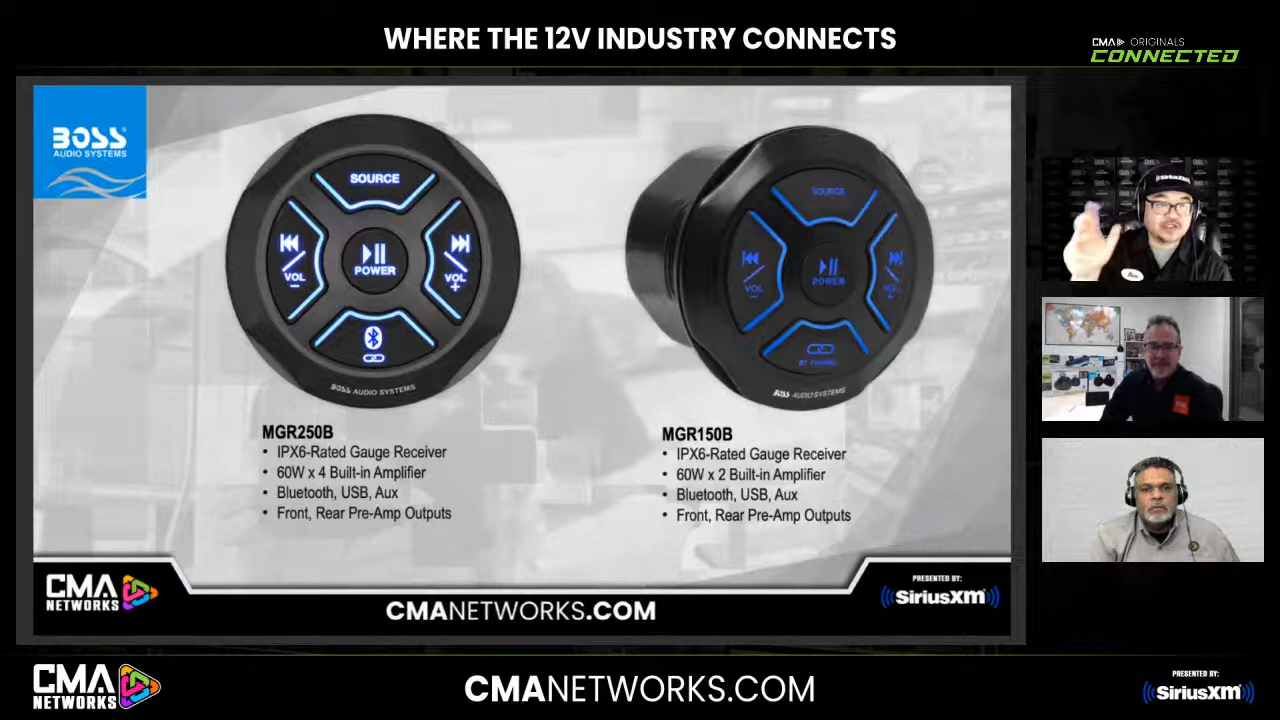 WHERE THE 12V INDUSTRY CONNECTS
CMA ORIGINALS
CONNECTED
BOSS
AUDIO SYSTEMS
SOURCE
VOL
-
POWER
VOL
+
BOSS AUDIO SYSTEMS
SOURCE
VOL
-
POWER
VOL
+
BOSS AUDIO SYSTEMS
MGR250B
• IPX6-Rated Gauge Receiver
• 60W x 4 Built-in Amplifier
• Bluetooth, USB, Aux
• Front, Rear Pre-Amp Outputs
MGR150B
• IPX6-Rated Gauge Receiver
• 60W x 2 Built-in Amplifier
• Bluetooth, USB, Aux
• Front, Rear Pre-Amp Outputs
SiriusXM
CMA
NETWORKS
CMANETWORKS.COM
PRESENTED BY:
SiriusXM
CMA
NETWORKS
CMANETWORKS.COM
PRESENTED BY:
SiriusXM